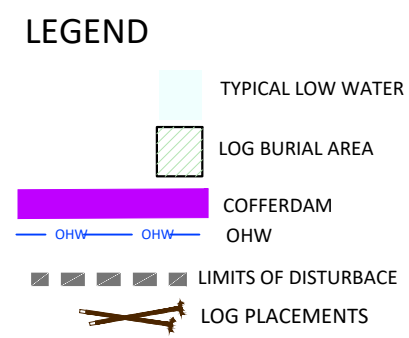 LEGEND
TYPICAL LOW WATER
LOG BURIAL AREA
COFFERDAM
OHW OHW OHW
LIMITS OF DISTURBACE
LOG PLACEMENTS